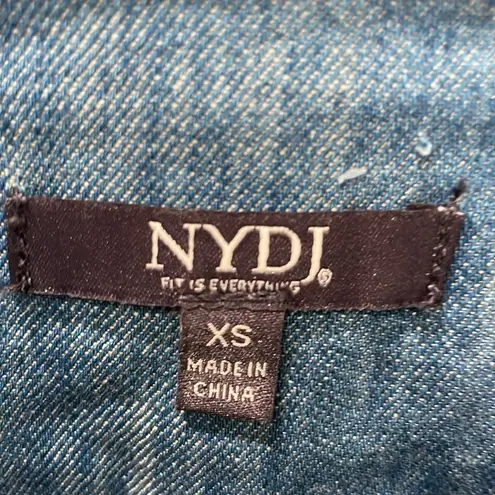 NYDJ®
FIT IS EVERYTHING
XS
MADE IN
CHINA